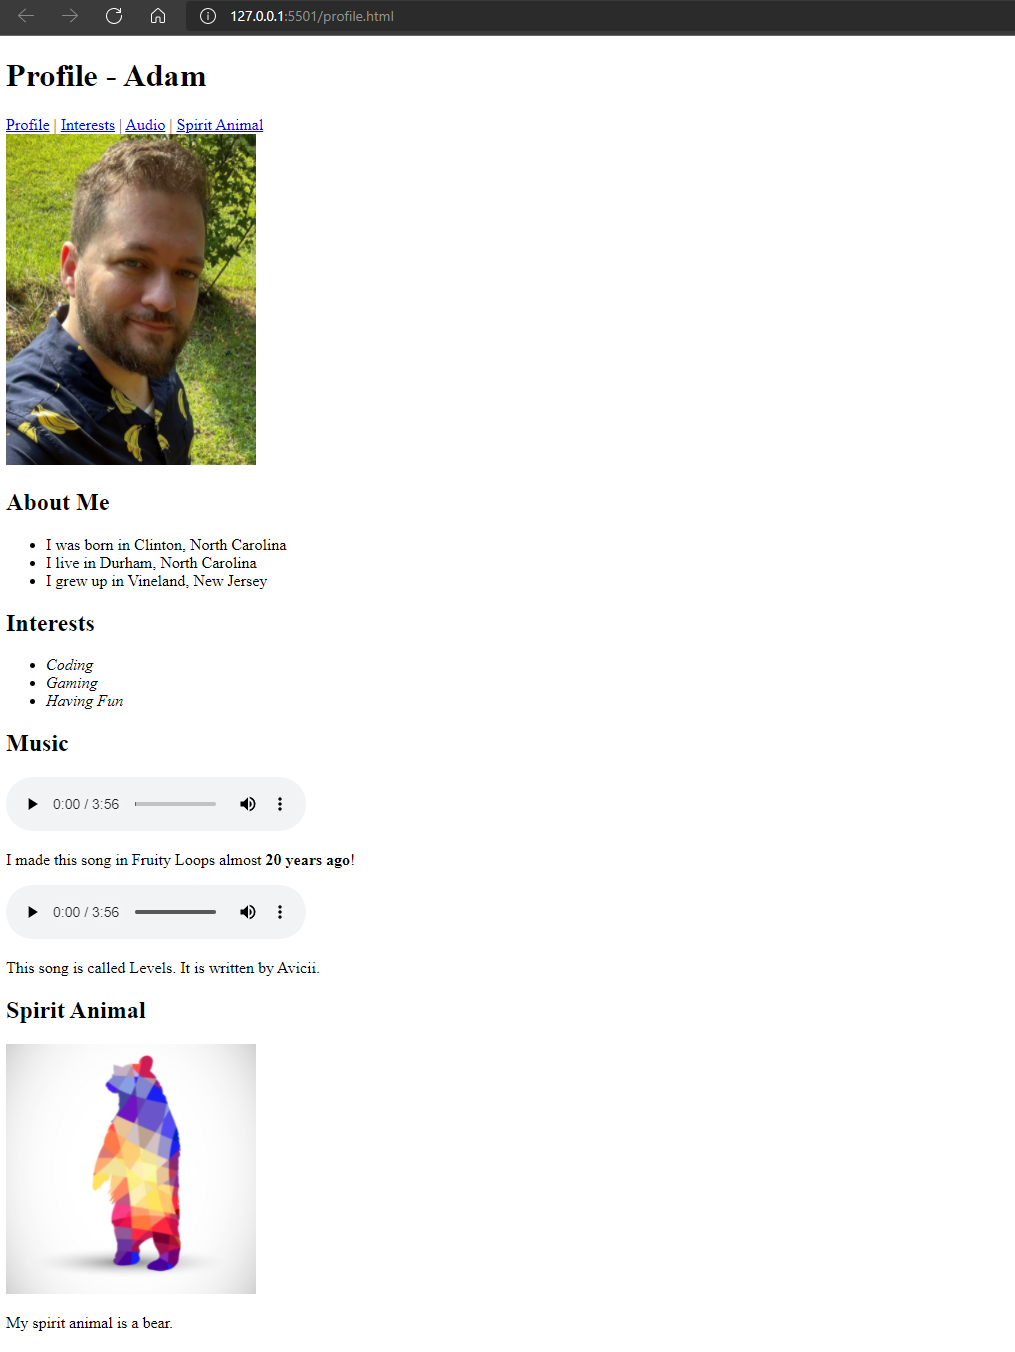 127.0.0.1:5501/profile.html
Profile - Adam
Profile | Interests | Audio | Spirit Animal
About Me
I was born in Clinton, North Carolina
I live in Durham, North Carolina
I grew up in Vineland, New Jersey
Interests
Coding
Gaming
Having Fun
Music
0:00 / 3:56
I made this song in Fruity Loops almost 20 years ago!
0:00 / 3:56
This song is called Levels. It is written by Avicii.
Spirit Animal
My spirit animal is a bear.